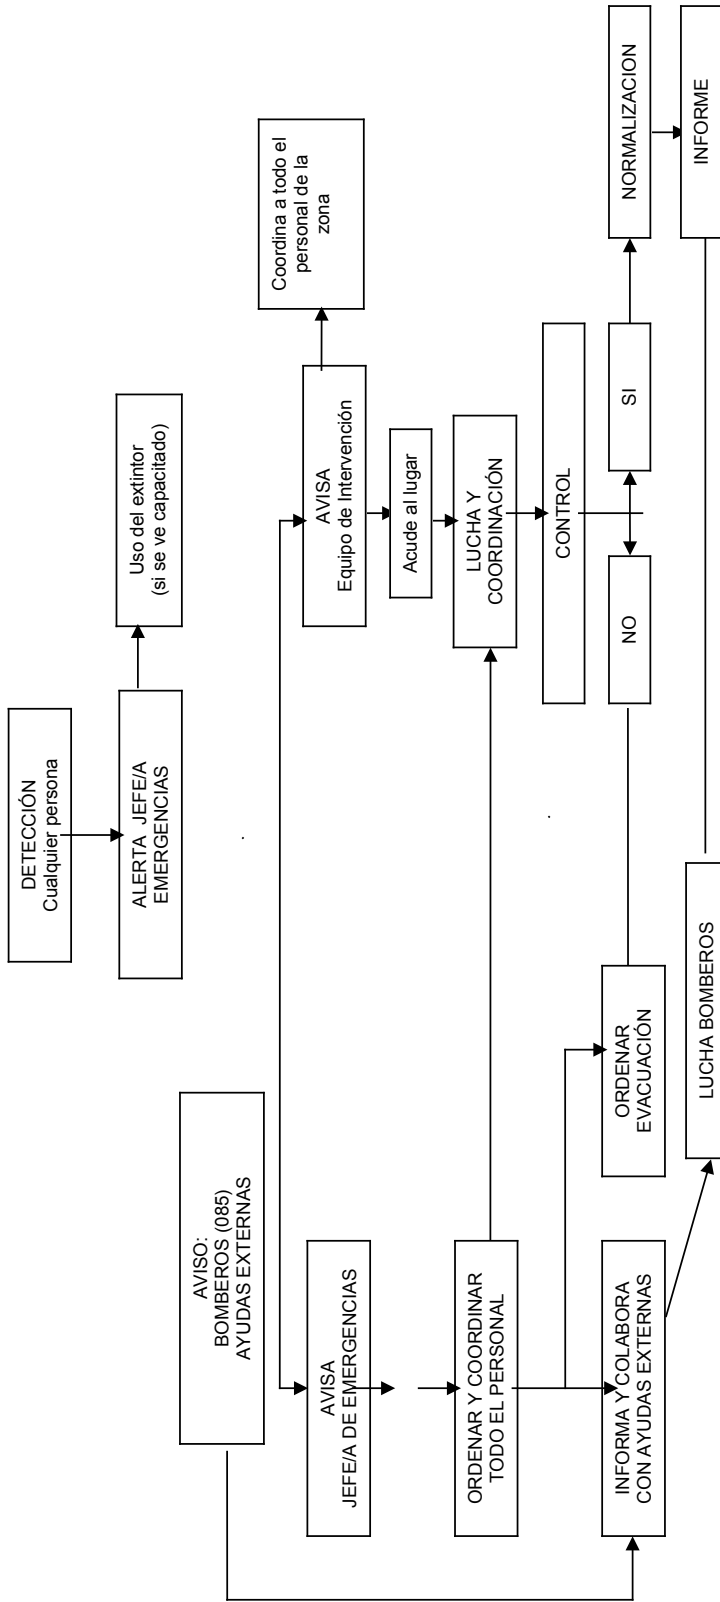 DETECCIÓN
Cualquier persona
ALERTA JEFE/A
EMERGENCIAS
Uso del extintor
(si se ve capacitado)
AVISO:
BOMBEROS (085)
AYUDAS EXTERNAS
AVISA
JEFE/A DE EMERGENCIAS
AVISA
Equipo de Intervención
Coordina a todo el
personal de la
zona
Acude al lugar
ORDENAR Y COORDINAR
TODO EL PERSONAL
LUCHA Y
COORDINACIÓN
CONTROL
INFORMA Y COLABORA
CON AYUDAS EXTERNAS
ORDENAR
EVACUACIÓN
NO
SI
NORMALIZACION
LUCHA BOMBEROS
INFORME